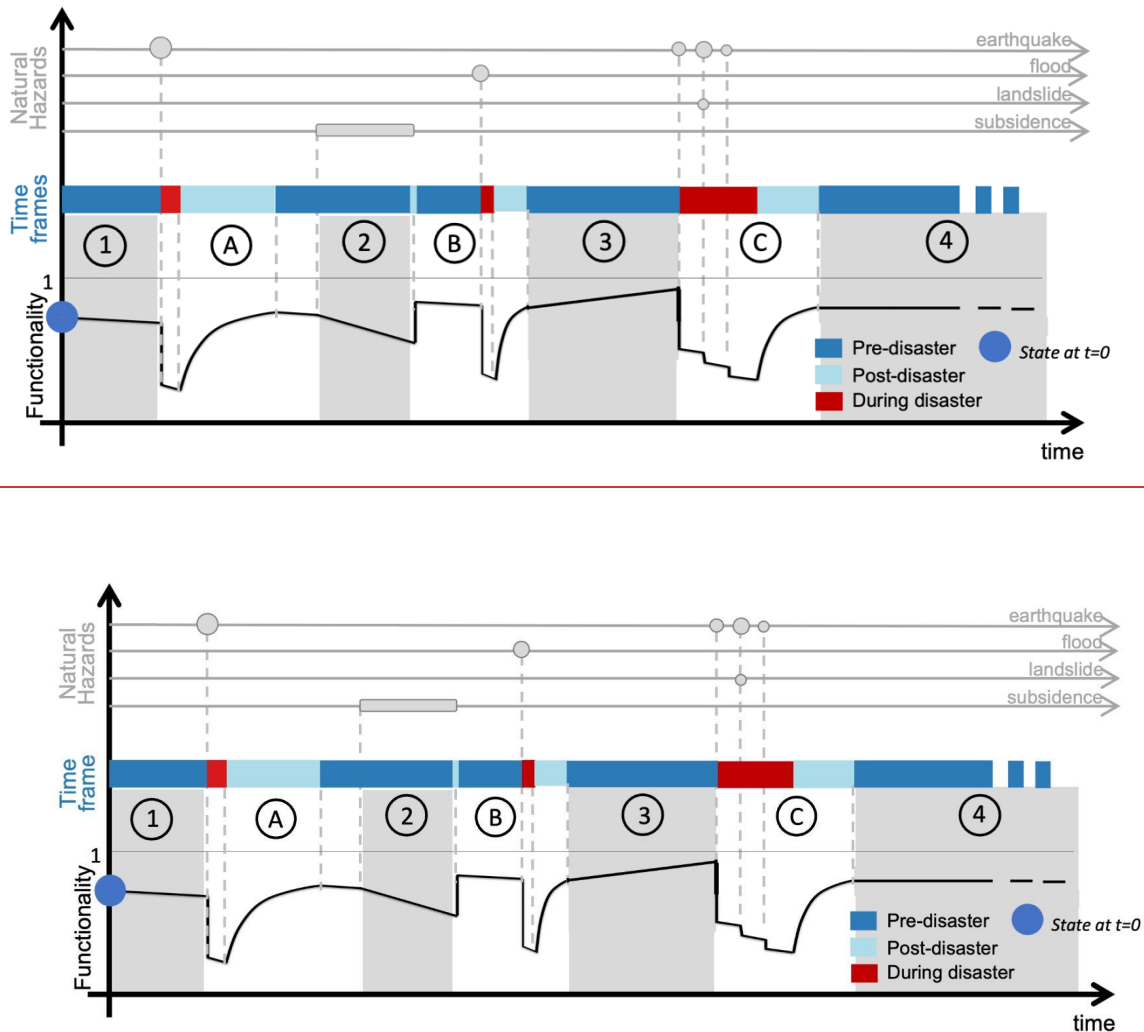 earthquake
flood
landslide
subsidence
Natural
Hazards
Time
frames
1
A
2
B
3
C
4
1
Functionality
Pre-disaster
State at t=0
Post-disaster
During disaster
time
earthquake
flood
landslide
subsidence
Natural
Hazards
Time
frame
1
A
2
B
3
C
4
1
Functionality
Pre-disaster
State at t=0
Post-disaster
During disaster
time